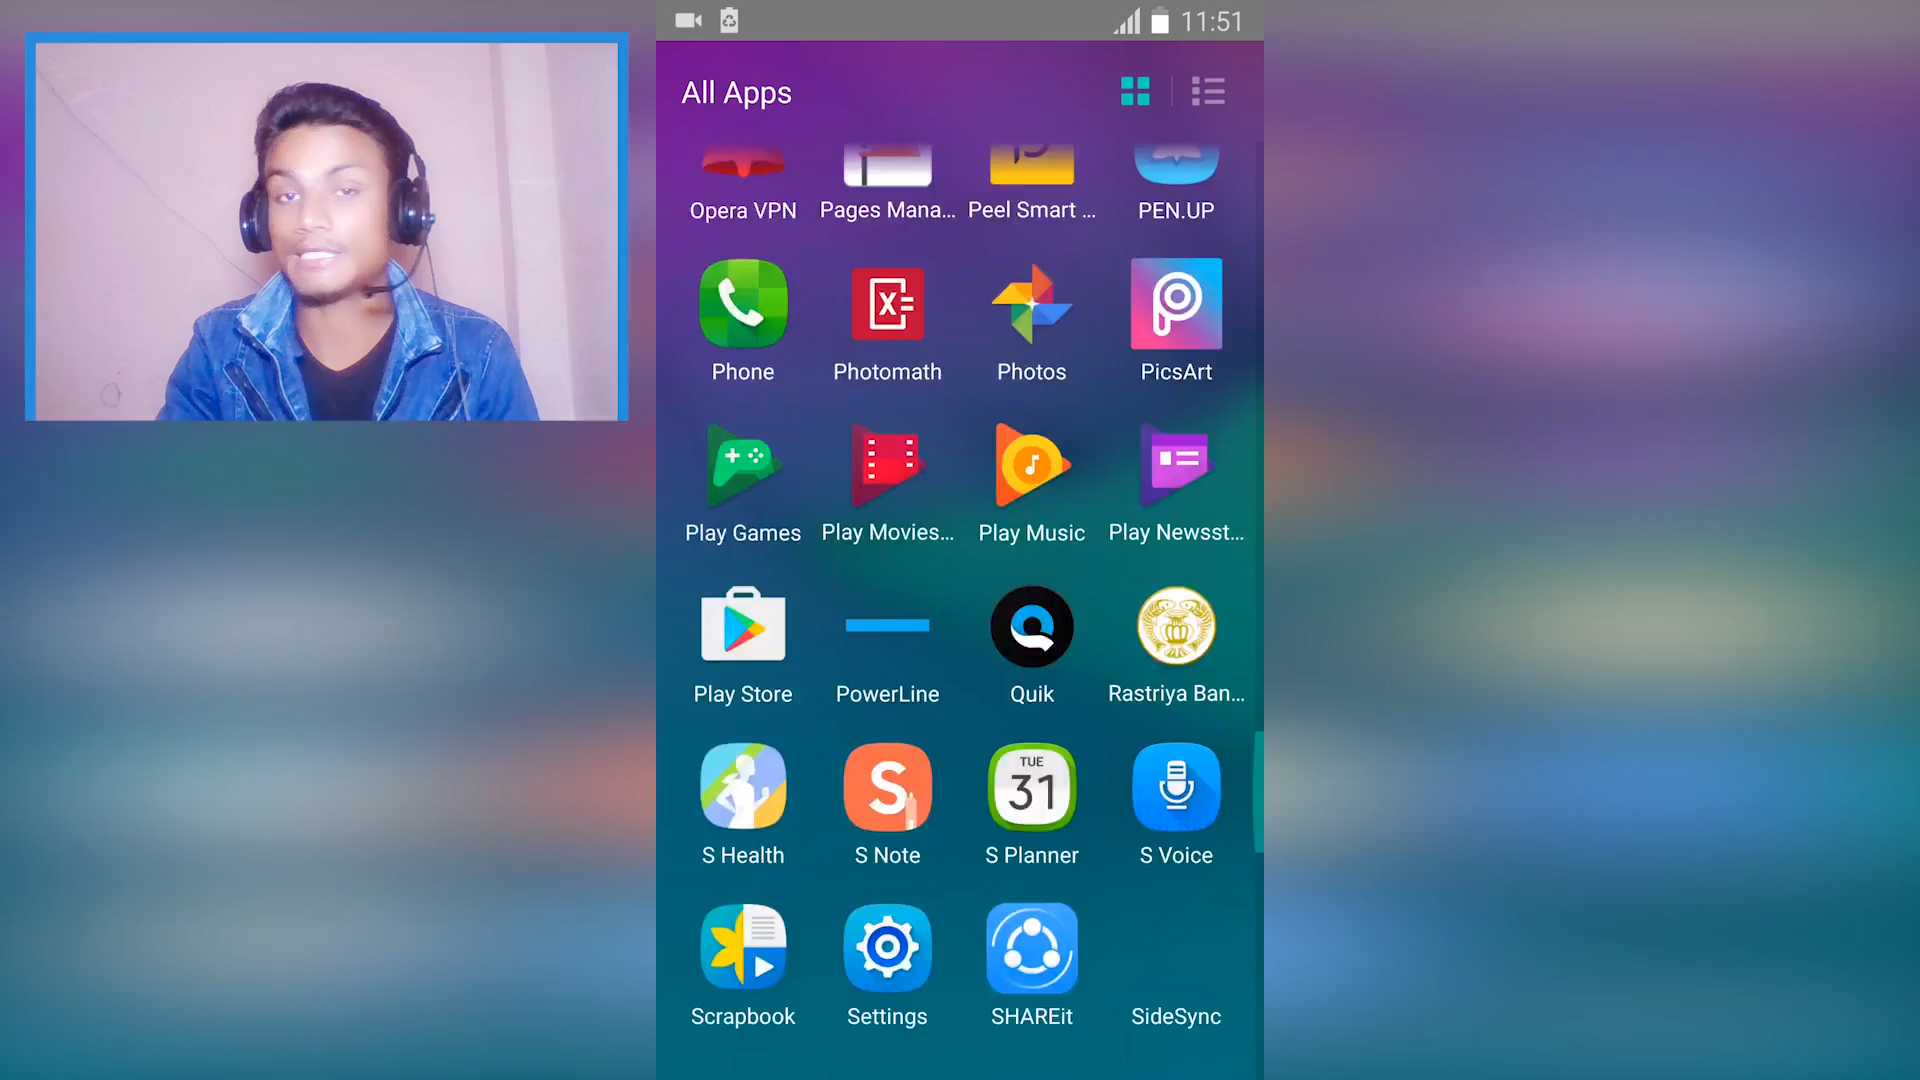 11:51
All Apps
Opera VPN
Pages Mana...
Peel Smart ...
PEN.UP
Phone
X
Photomath
Photos
PicsArt
Play Games
Play Movies...
Play Music
Play Newsst...
Play Store
PowerLine
Quik
Rastriya Ban...
S Health
S
S Note
TUE
31
S Planner
S Voice
Scrapbook
Settings
SHAREit
SideSync